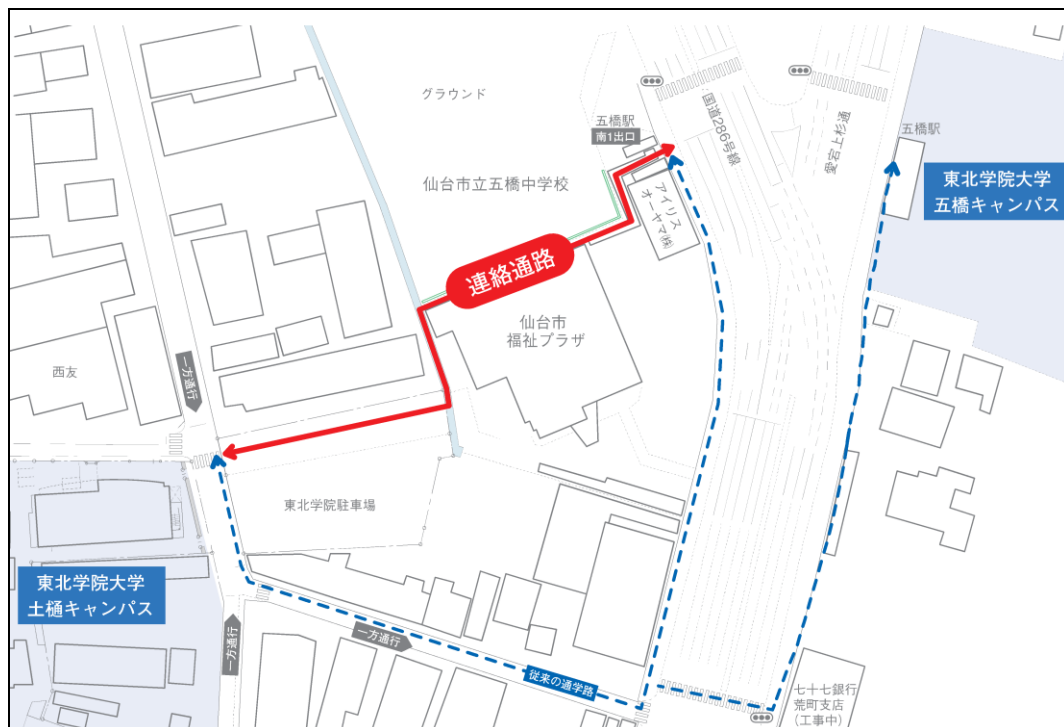 グラウンド
国道286号線
愛宕上杉通
五橋駅
南1出口
五橋駅
仙台市立五橋中学校
東北学院大学
五橋キャンパス
アイリス
オーヤマ㈱
連絡通路
仙台市
福祉プラザ
西友
一方通行
東北学院駐車場
東北学院大学
土樋キャンパス
一方通行
一方通行
従来の通学路
七十七銀行
荒町支店
(工事中)